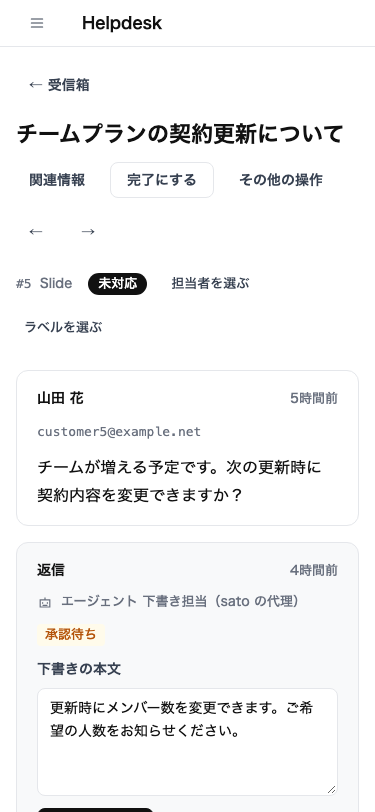 Helpdesk
← 受信箱
チームプランの契約更新について
関連情報 完了にする その他の操作
← →
#5 Slide 未対応 担当者を選ぶ
ラベルを選ぶ
山田 花 5時間前
customer5@example.net
チームが増える予定です。次の更新時に
契約内容を変更できますか？
返信 4時間前
エージェント 下書き担当（sato の代理）
承認待ち
下書きの本文
更新時にメンバー数を変更できます。ご希
望の人数をお知らせください。